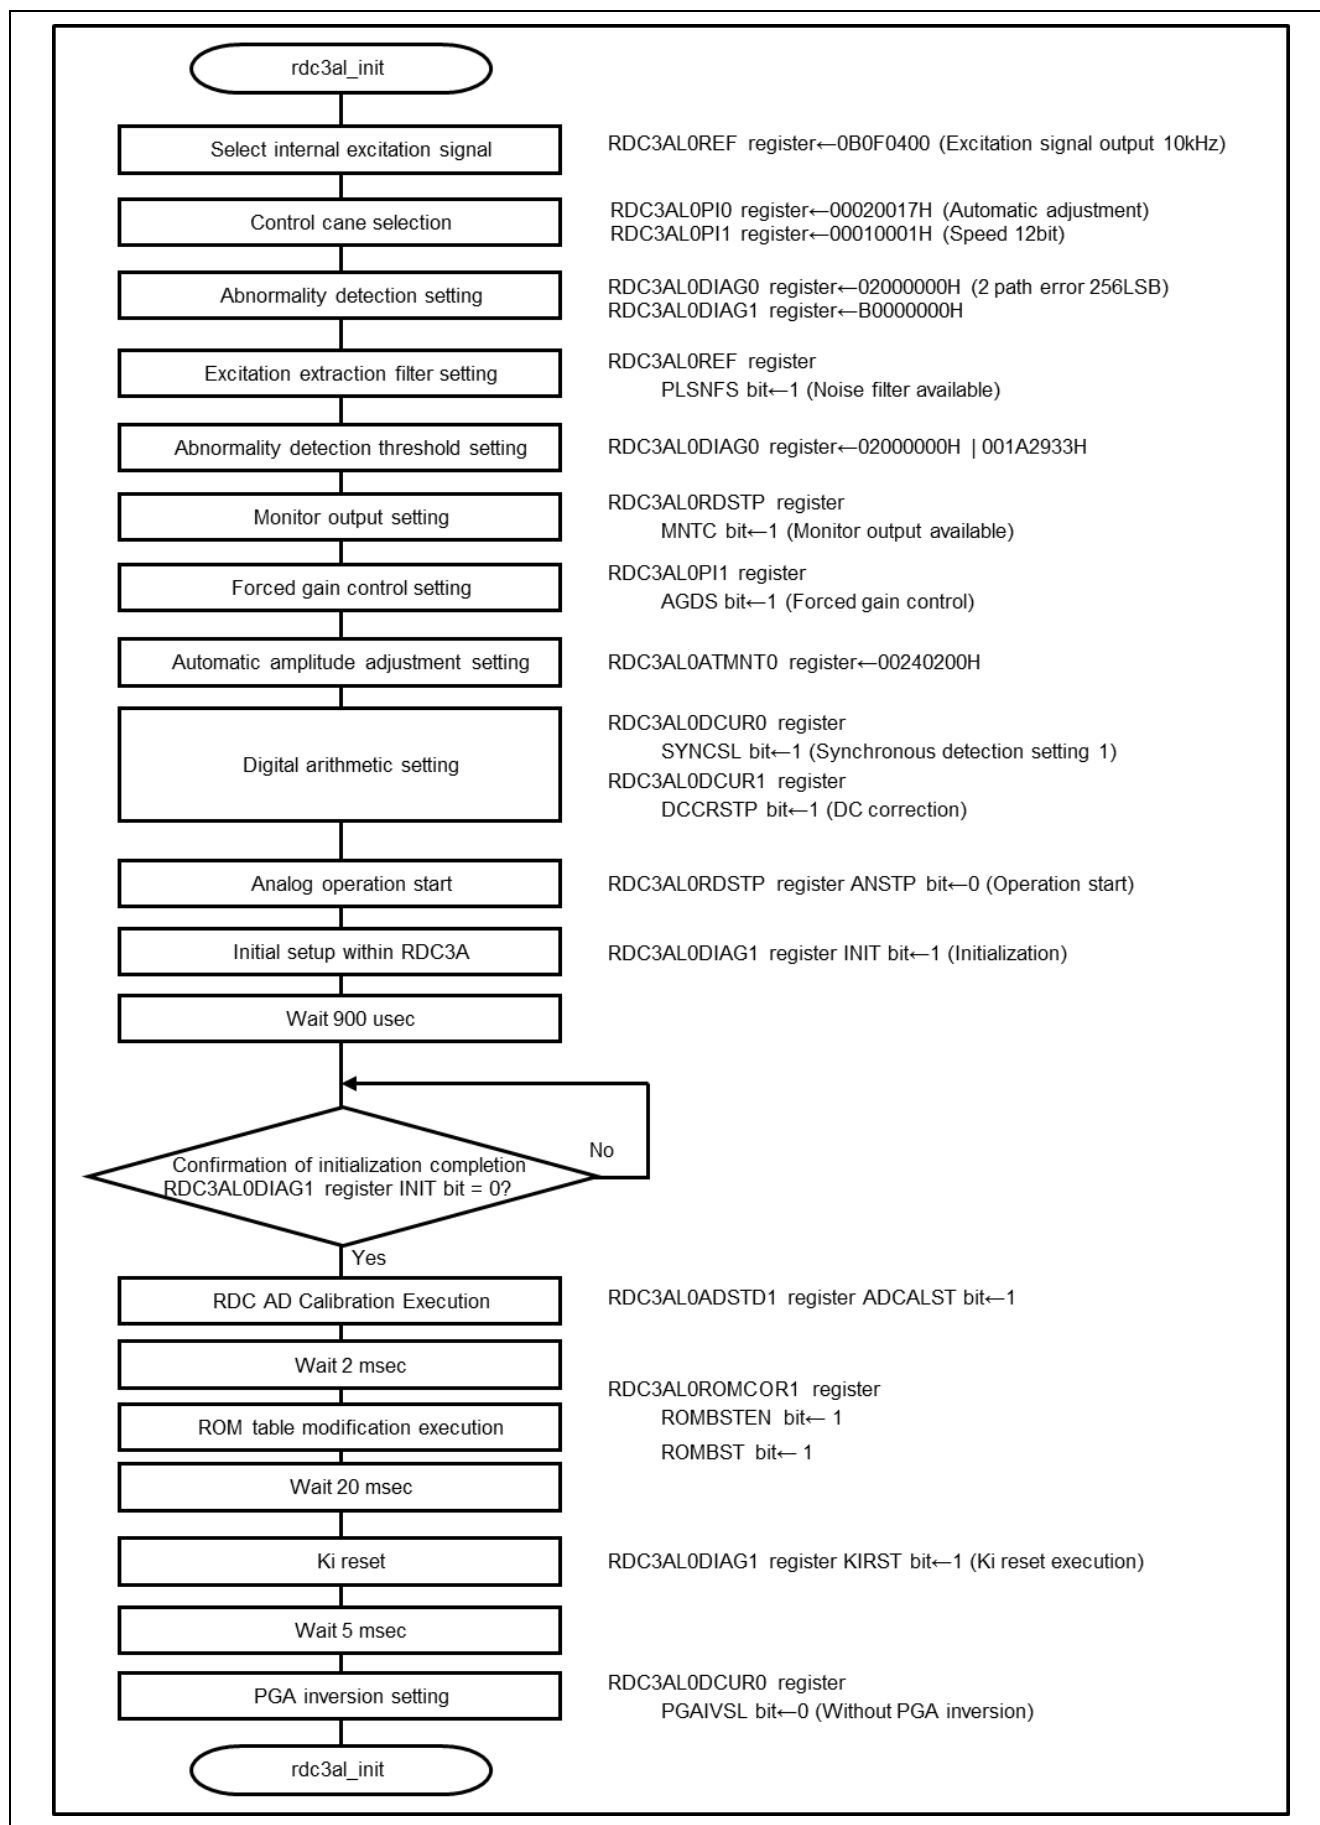 rdc3al_init
Select internal excitation signal
RDC3AL0REF register←0B0F0400 (Excitation signal output 10kHz)
Control cane selection
RDC3AL0PI0 register←00020017H (Automatic adjustment)
RDC3AL0PI1 register←00010001H (Speed 12bit)
Abnormality detection setting
RDC3AL0DIAG0 register←02000000H (2 path error 256LSB)
RDC3AL0DIAG1 register←B0000000H
Excitation extraction filter setting
RDC3AL0REF register
PLSNFS bit←1 (Noise filter available)
Abnormality detection threshold setting
RDC3AL0DIAG0 register←02000000H | 001A2933H
Monitor output setting
RDC3AL0RDSTP register
MNTC bit←1 (Monitor output available)
Forced gain control setting
RDC3AL0PI1 register
AGDS bit←1 (Forced gain control)
Automatic amplitude adjustment setting
RDC3AL0ATMNT0 register←00240200H
Digital arithmetic setting
RDC3AL0DCUR0 register
SYNCSL bit←1 (Synchronous detection setting 1)
RDC3AL0DCUR1 register
DCCRSTP bit←1 (DC correction)
Analog operation start
RDC3AL0RDSTP register ANSTP bit←0 (Operation start)
Initial setup within RDC3A
RDC3AL0DIAG1 register INIT bit←1 (Initialization)
Wait 900 usec
No
Confirmation of initialization completion
RDC3AL0DIAG1 register INIT bit = 0?
Yes
RDC AD Calibration Execution
RDC3AL0ADSTD1 register ADCALST bit←1
Wait 2 msec
ROM table modification execution
RDC3AL0ROMCOR1 register
ROMBSTEN bit← 1
ROMBST bit← 1
Wait 20 msec
Ki reset
RDC3AL0DIAG1 register KIRST bit←1 (Ki reset execution)
Wait 5 msec
PGA inversion setting
RDC3AL0DCUR0 register
PGAIVSL bit←0 (Without PGA inversion)
rdc3al_init